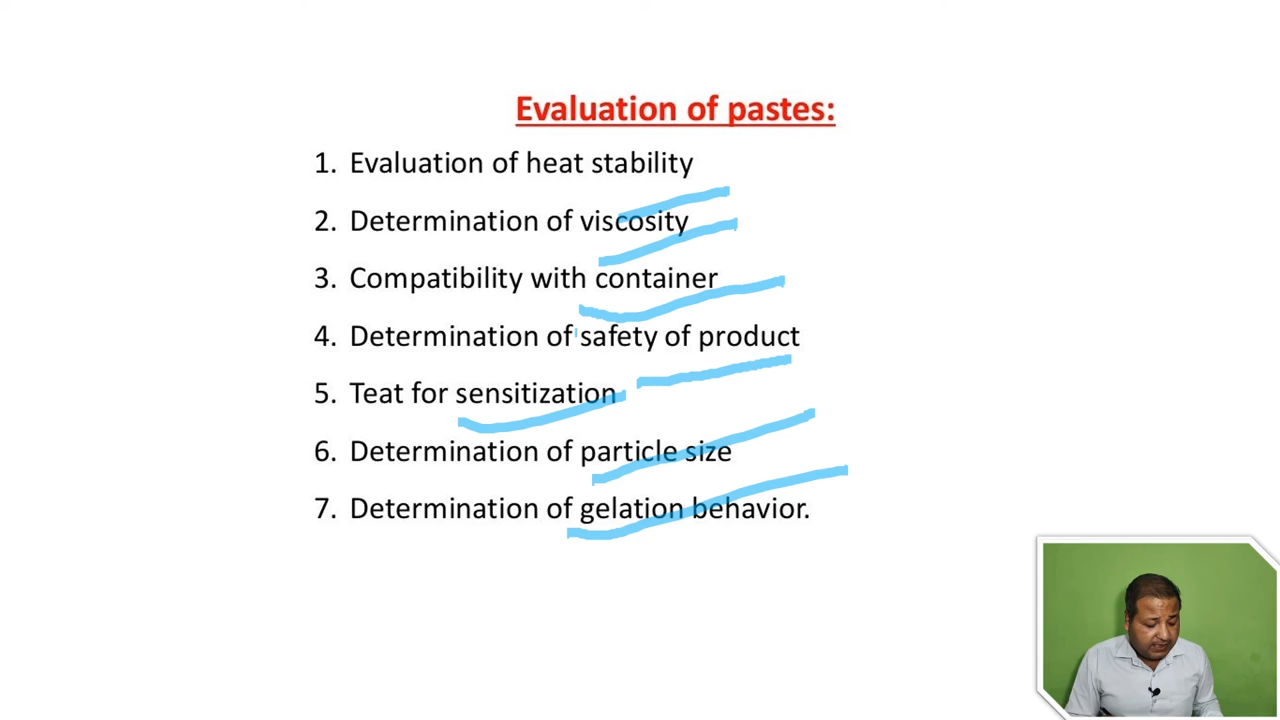 Evaluation of pastes:
1. Evaluation of heat stability
2. Determination of viscosity
3. Compatibility with container
4. Determination of safety of product
5. Teat for sensitization
6. Determination of particle size
7. Determination of gelation behavior.